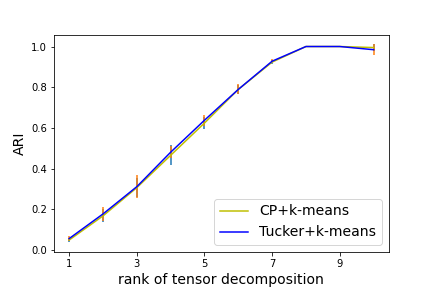 1.0
0.8
0.6
0.4
0.2
0.0
ARI
CP+k-means
Tucker+k-means
1 3 5 7 9
rank of tensor decomposition